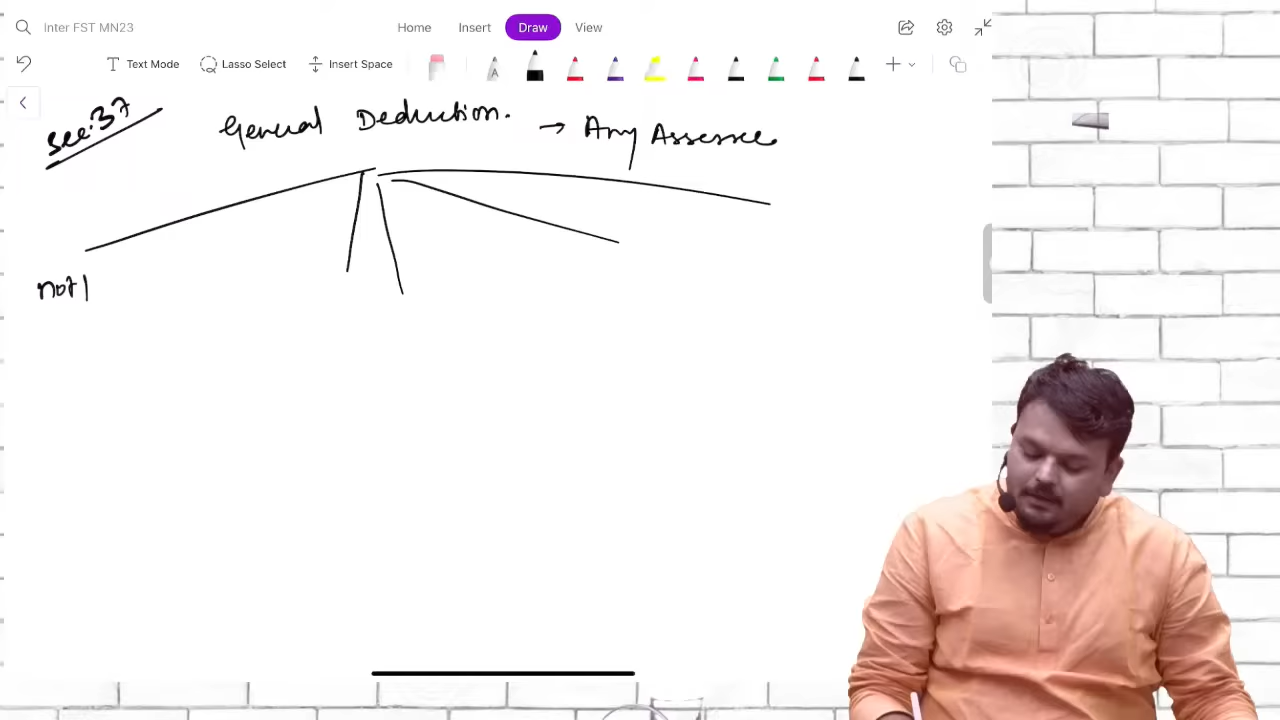 Inter FST MN23
Home Insert Draw View
Text Mode Lasso Select Insert Space
A
Sec.37 General Deduction. → Any Assessee
not